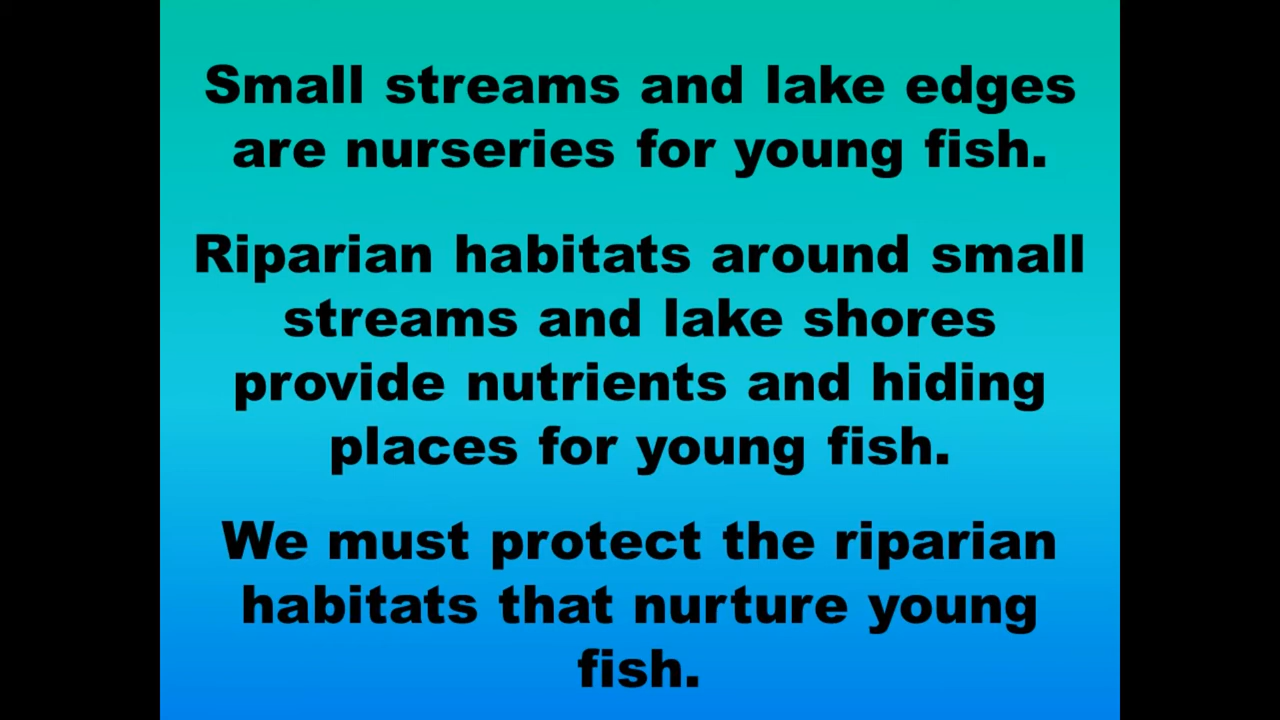 Small streams and lake edges
are nurseries for young fish.
Riparian habitats around small
streams and lake shores
provide nutrients and hiding
places for young fish.
We must protect the riparian
habitats that nurture young
fish.